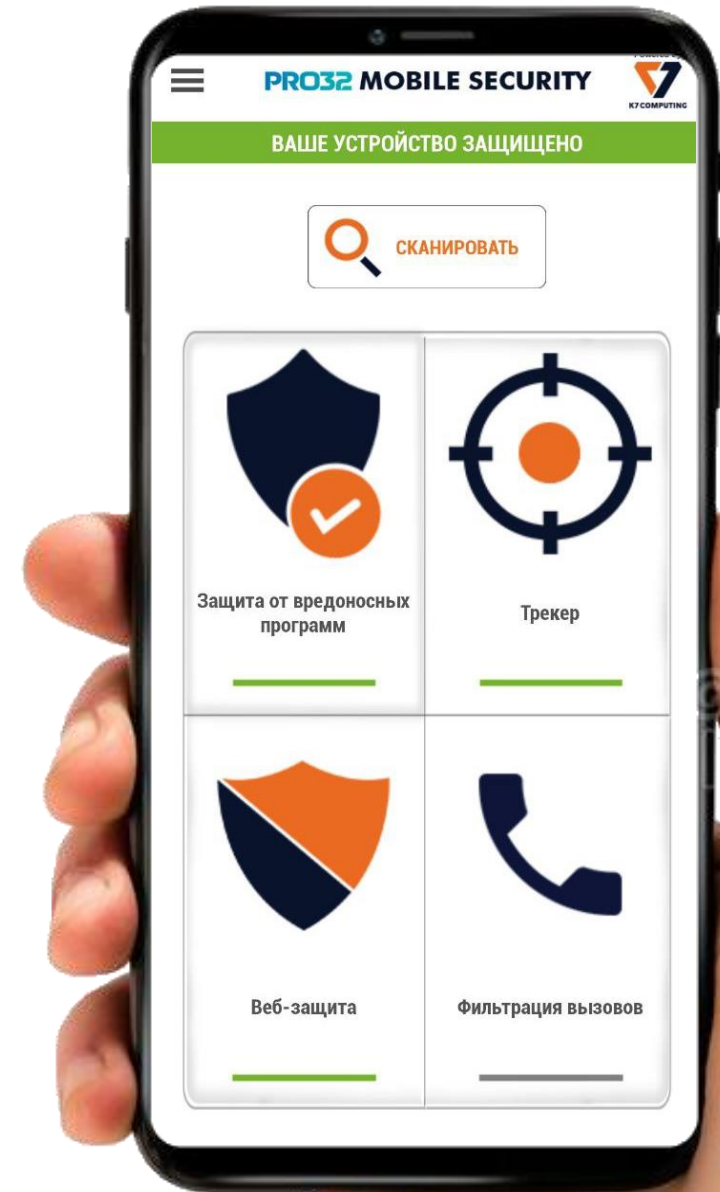 PRO32 MOBILE SECURITY
K7 COMPUTING
ВАШЕ УСТРОЙСТВО ЗАЩИЩЕНО
СКАНИРОВАТЬ
Защита от вредоносных
программ
Трекер
Веб-защита
Фильтрация вызовов